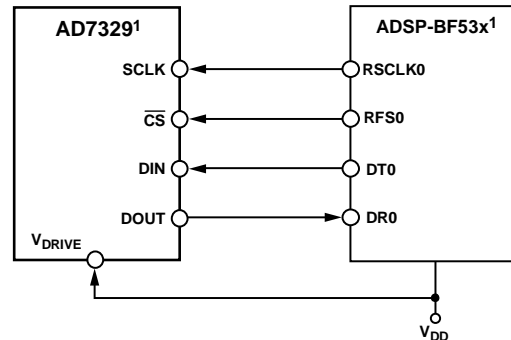 AD7329¹
ADSP-BF53x¹
SCLK
RSCLK0
CS
RFS0
DIN
DT0
DOUT
DR0
VDRIVE
VDD